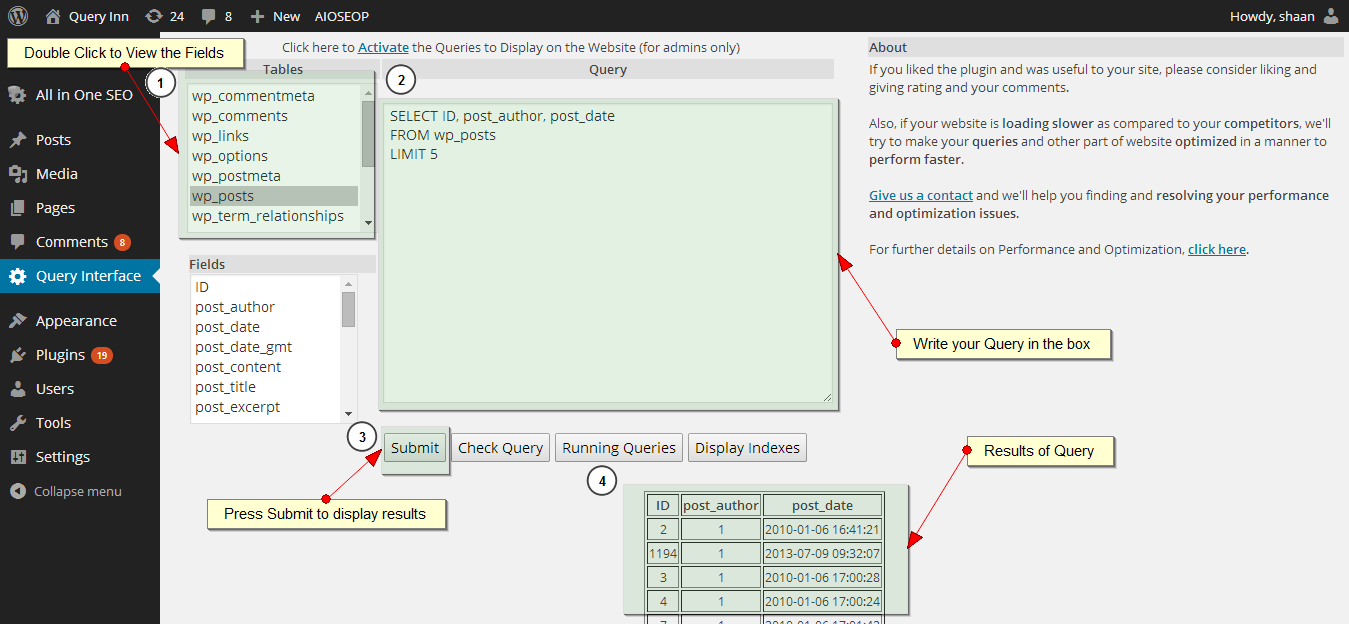 Query Inn 24 8 New AIOSEOP Howdy, shaan
Double Click to View the Fields
Click here to Activate the Queries to Display on the Website (for admins only)
1
Tables
2
Query
All in One SEO
Posts
Media
Pages
Comments 8
Query Interface
Appearance
Plugins 19
Users
Tools
Settings
Collapse menu
wp_commentmeta
wp_comments
wp_links
wp_options
wp_postmeta
wp_posts
wp_term_relationships
Fields
ID
post_author
post_date
post_date_gmt
post_content
post_title
post_excerpt
SELECT ID, post_author, post_date
FROM wp_posts
LIMIT 5
Write your Query in the box
3
Submit Check Query Running Queries Display Indexes
Press Submit to display results
4
Results of Query
ID post_author post_date
2 1 2010-01-06 16:41:21
1194 1 2013-07-09 09:32:07
3 1 2010-01-06 17:00:28
4 1 2010-01-06 17:00:24
About
If you liked the plugin and was useful to your site, please consider liking and
giving rating and your comments.
Also, if your website is loading slower as compared to your competitors, we'll
try to make your queries and other part of website optimized in a manner to
perform faster.
Give us a contact and we'll help you finding and resolving your performance
and optimization issues.
For further details on Performance and Optimization, click here.